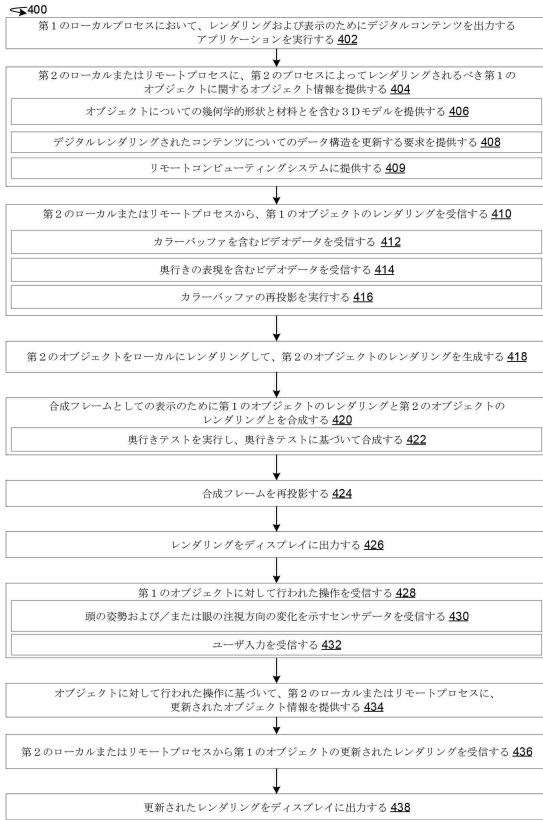 400
第1のローカルプロセスにおいて、レンダリングおよび表示のためにデジタルコンテンツを出力する
アプリケーションを実行する 402
第2のローカルまたはリモートプロセスに、第2のプロセスによってレンダリングされるべき第1の
オブジェクトに関するオブジェクト情報を提供する 404
オブジェクトについての幾何学的形状と材料とを含む3Dモデルを提供する 406
デジタルレンダリングされたコンテンツについてのデータ構造を更新する要求を提供する 408
リモートコンピューティングシステムに提供する 409
第2のローカルまたはリモートプロセスから、第1のオブジェクトのレンダリングを受信する 410
カラーバッファを含むビデオデータを受信する 412
奥行きの表現を含むビデオデータを受信する 414
カラーバッファの再投影を実行する 416
第2のオブジェクトをローカルにレンダリングして、第2のオブジェクトのレンダリングを生成する 418
合成フレームとしての表示のために第1のオブジェクトのレンダリングと第2のオブジェクトの
レンダリングとを合成する 420
奥行きテストを実行し、奥行きテストに基づいて合成する 422
合成フレームを再投影する 424
レンダリングをディスプレイに出力する 426
第1のオブジェクトに対して行われた操作を受信する 428
頭の姿勢および/または眼の注視方向の変化を示すセンサデータを受信する 430
ユーザ入力を受信する 432
オブジェクトに対して行われた操作に基づいて、第2のローカルまたはリモートプロセスに、
更新されたオブジェクト情報を提供する 434
第2のローカルまたはリモートプロセスから第1のオブジェクトの更新されたレンダリングを受信する 436
更新されたレンダリングをディスプレイに出力する 438